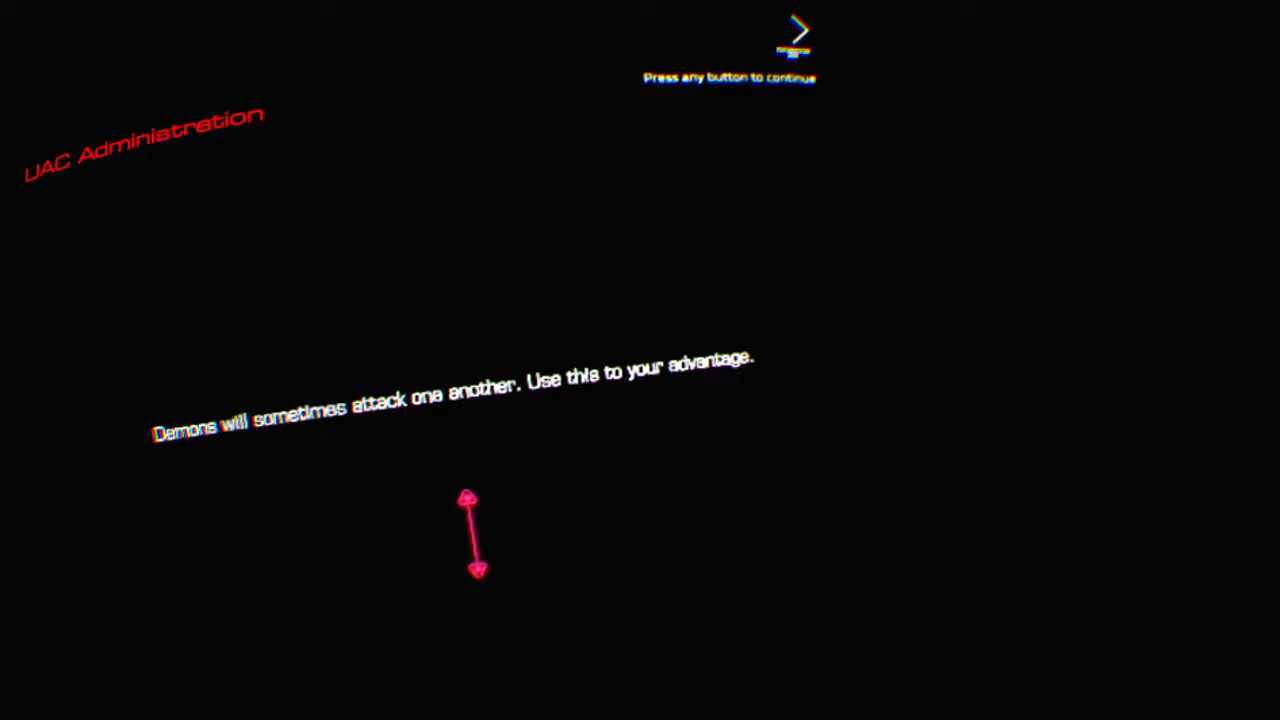 Press any button to continue
UAC Administration
Demons will sometimes attack one another. Use this to your advantage.